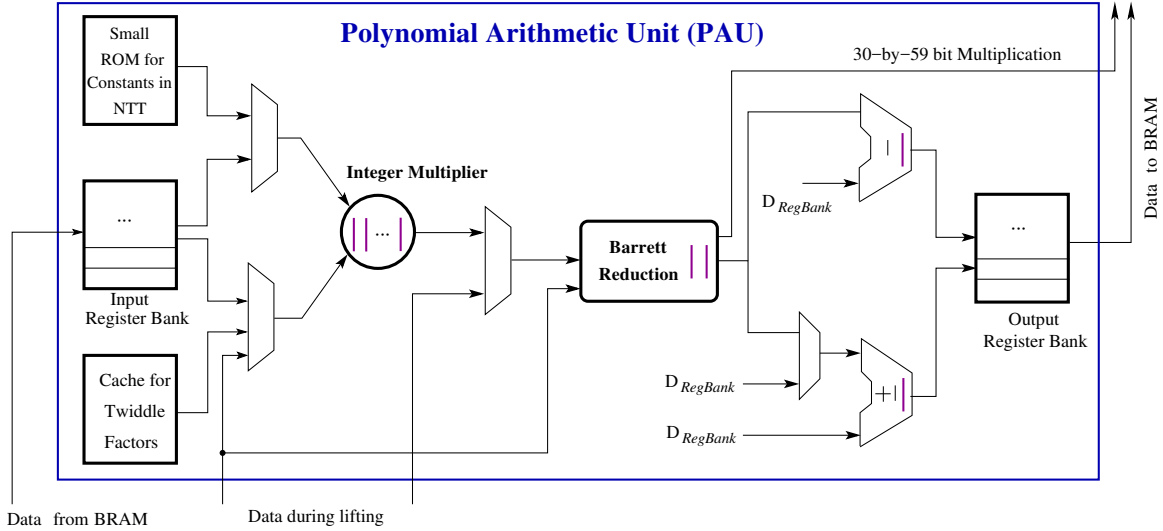 Polynomial Arithmetic Unit (PAU)
Small
ROM for
Constants in
NTT
30−by−59 bit Multiplication
Integer Multiplier
...
...
Input
Register Bank
Cache for
Twiddle
Factors
Barrett
Reduction
−
D RegBank
D RegBank
D RegBank
+−
...
Output
Register Bank
Data to BRAM
Data from BRAM
Data during lifting